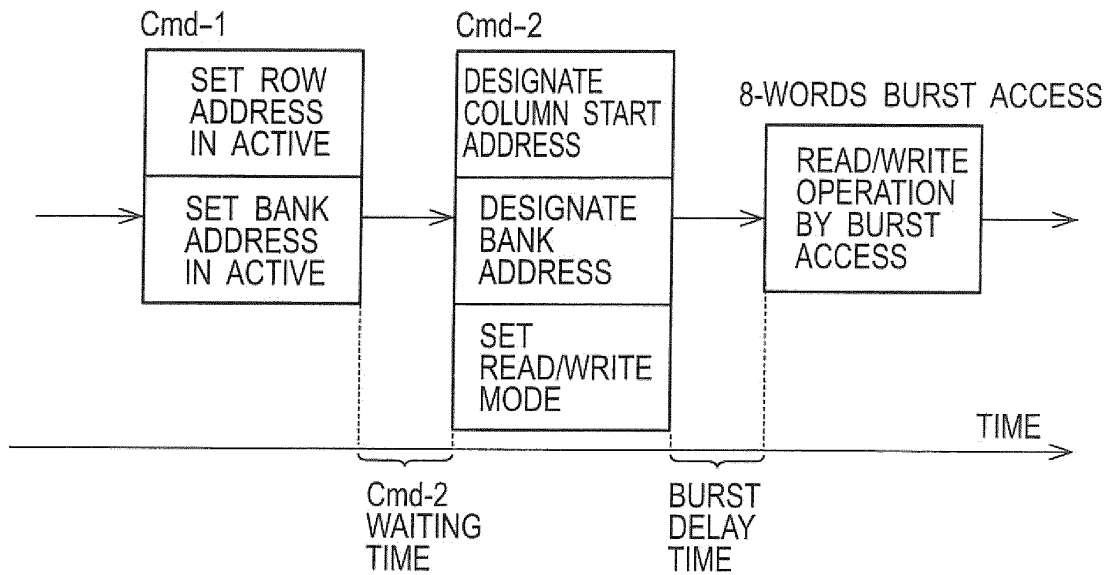 Cmd-1
SET ROW
ADDRESS
IN ACTIVE
SET BANK
ADDRESS
IN ACTIVE
Cmd-2
DESIGNATE
COLUMN START
ADDRESS
DESIGNATE
BANK
ADDRESS
SET
READ/WRITE
MODE
8-WORDS BURST ACCESS
READ/WRITE
OPERATION
BY BURST
ACCESS
TIME
Cmd-2
WAITING
TIME
BURST
DELAY
TIME